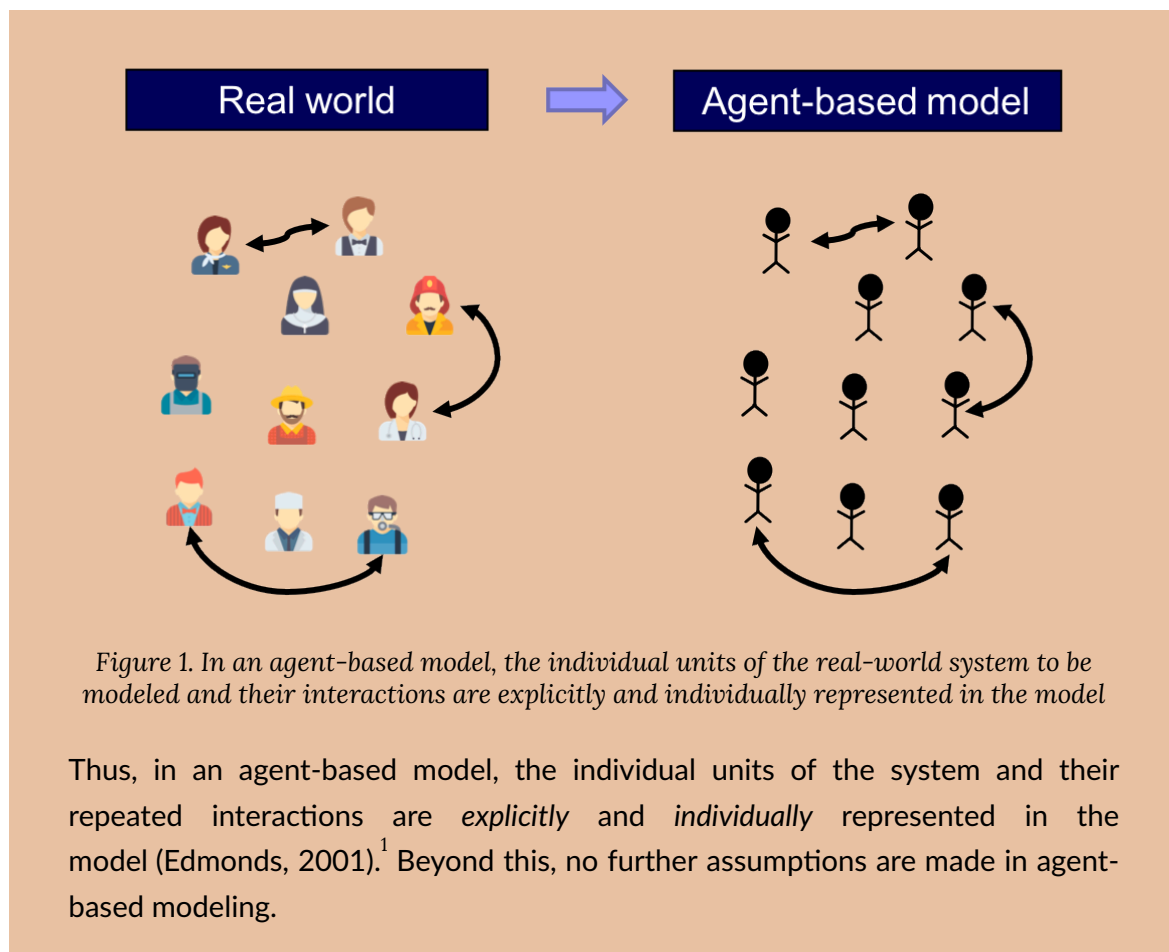 Real world
Agent-based model
Figure 1. In an agent-based model, the individual units of the real-world system to be
modeled and their interactions are explicitly and individually represented in the model
Thus, in an agent-based model, the individual units of the system and their
repeated interactions are explicitly and individually represented in the
model (Edmonds, 2001).1 Beyond this, no further assumptions are made in agent-
based modeling.